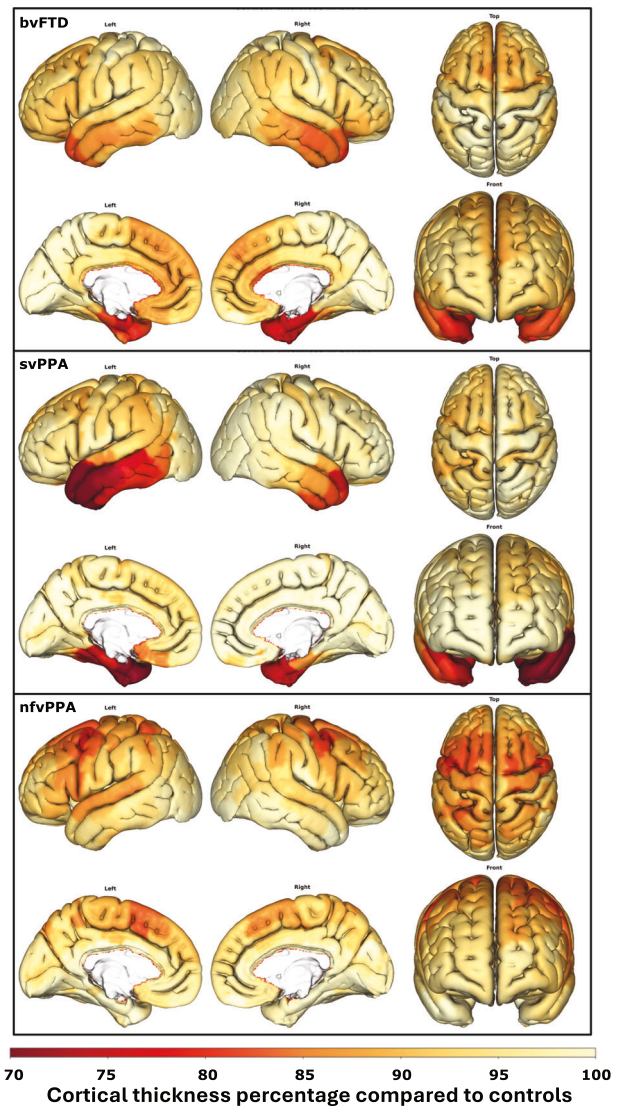 bvFTD
Left
Right
Top
Left
Right
Front
svPPA
Left
Right
Top
Left
Right
Front
nfvPPA
Left
Right
Top
Left
Right
Front
70 75 80 85 90 95 100
Cortical thickness percentage compared to controls